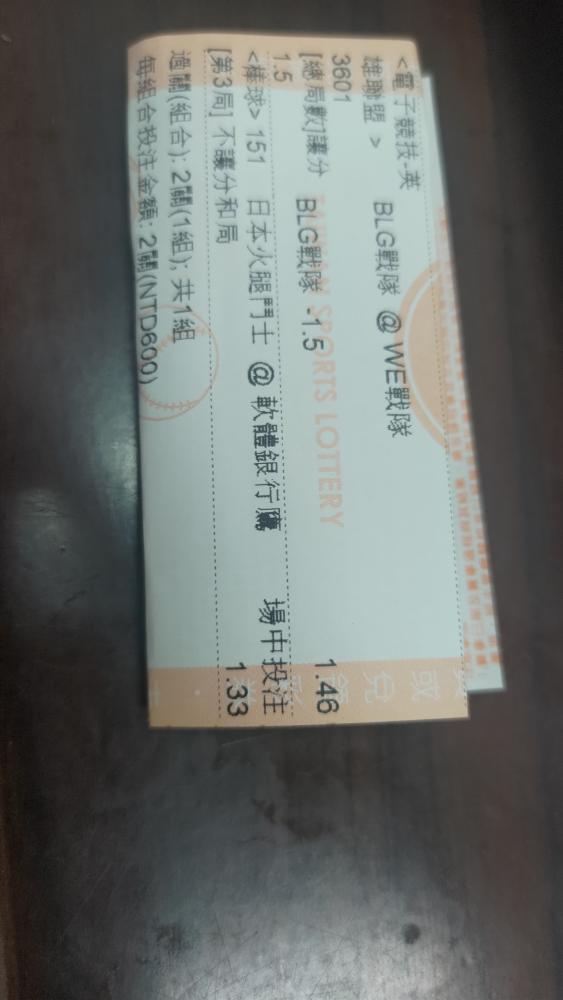 <電子競技-英
雄聯盟 > BLG戰隊 @ WE戰隊
3601
[總局數]讓分 BLG戰隊 -1.5 1.46
1.5
<棒球> 151 日本火腿鬥士 @ 軟體銀行鷹 場中投注
[第3局] 不讓分和局 1.33
過關(組合): 2關(1組); 共1組
每組合投注金額: 2關(NTD600)
TAIWAN SPORTS LOTTERY